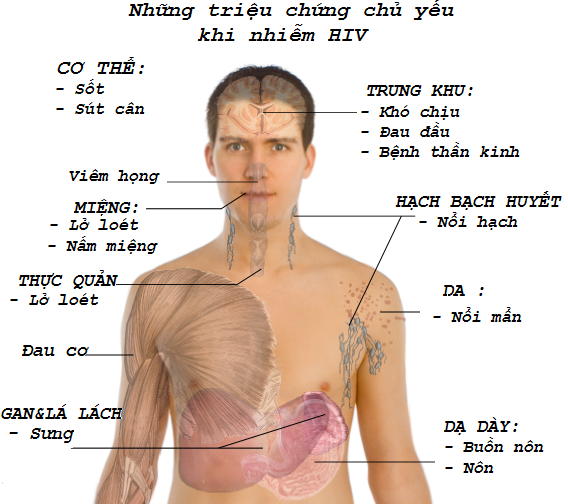 Những triệu chứng chủ yếu
khi nhiễm HIV
CƠ THỂ:
- Sốt
- Sút cân
TRUNG KHU:
- Khó chịu
- Đau đầu
- Bệnh thần kinh
Viêm họng
MIỆNG:
- Lở loét
- Nấm miệng
HẠCH BẠCH HUYẾT
- Nổi hạch
THỰC QUẢN
- Lở loét
DA :
- Nổi mẩn
Đau cơ
GAN&LÁ LÁCH
- Sưng
DẠ DÀY:
- Buồn nôn
- Nôn